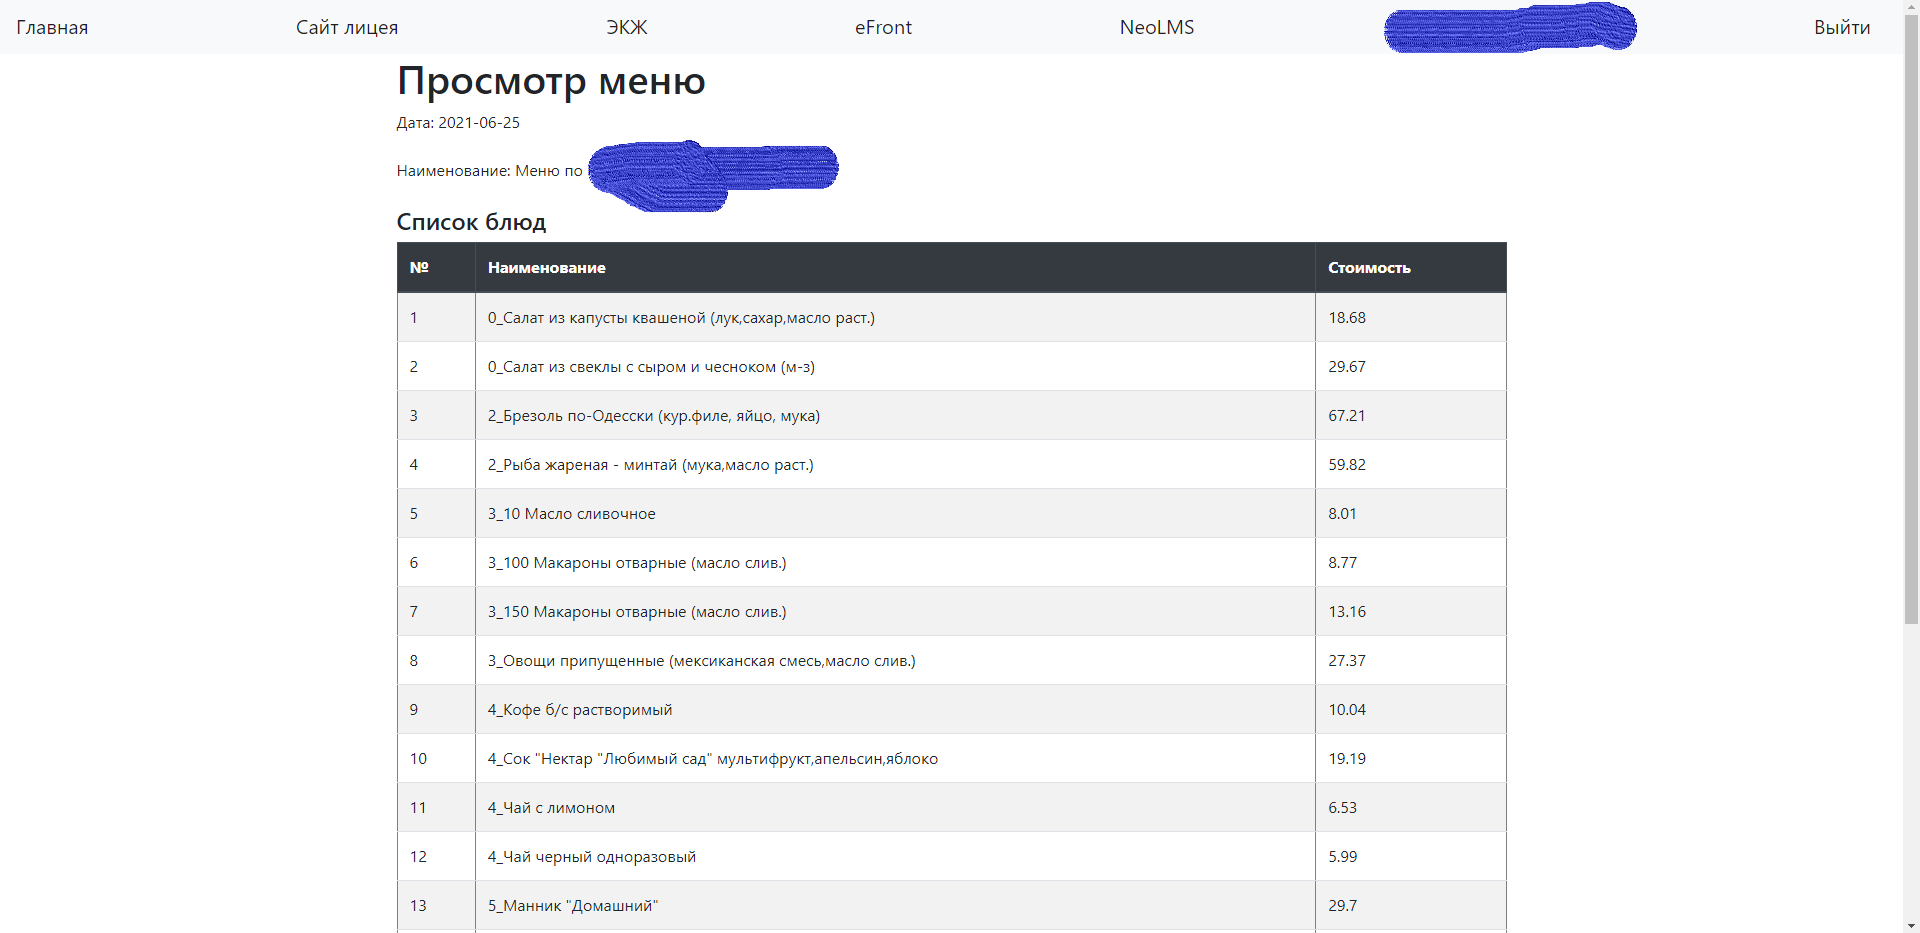 Главная Сайт лицея ЭКЖ eFront NeoLMS Выйти
Просмотр меню
Дата: 2021-06-25
Наименование: Меню по
Список блюд
№ Наименование Стоимость
1 0_Салат из капусты квашеной (лук,сахар,масло раст.) 18.68
2 0_Салат из свеклы с сыром и чесноком (м-з) 29.67
3 2_Брезоль по-Одесски (кур.филе, яйцо, мука) 67.21
4 2_Рыба жареная - минтай (мука,масло раст.) 59.82
5 3_10 Масло сливочное 8.01
6 3_100 Макароны отварные (масло слив.) 8.77
7 3_150 Макароны отварные (масло слив.) 13.16
8 3_Овощи припущенные (мексиканская смесь,масло слив.) 27.37
9 4_Кофе б/с растворимый 10.04
10 4_Сок "Нектар "Любимый сад" мультифрукт,апельсин,яблоко 19.19
11 4_Чай с лимоном 6.53
12 4_Чай черный одноразовый 5.99
13 5_Манник "Домашний" 29.7